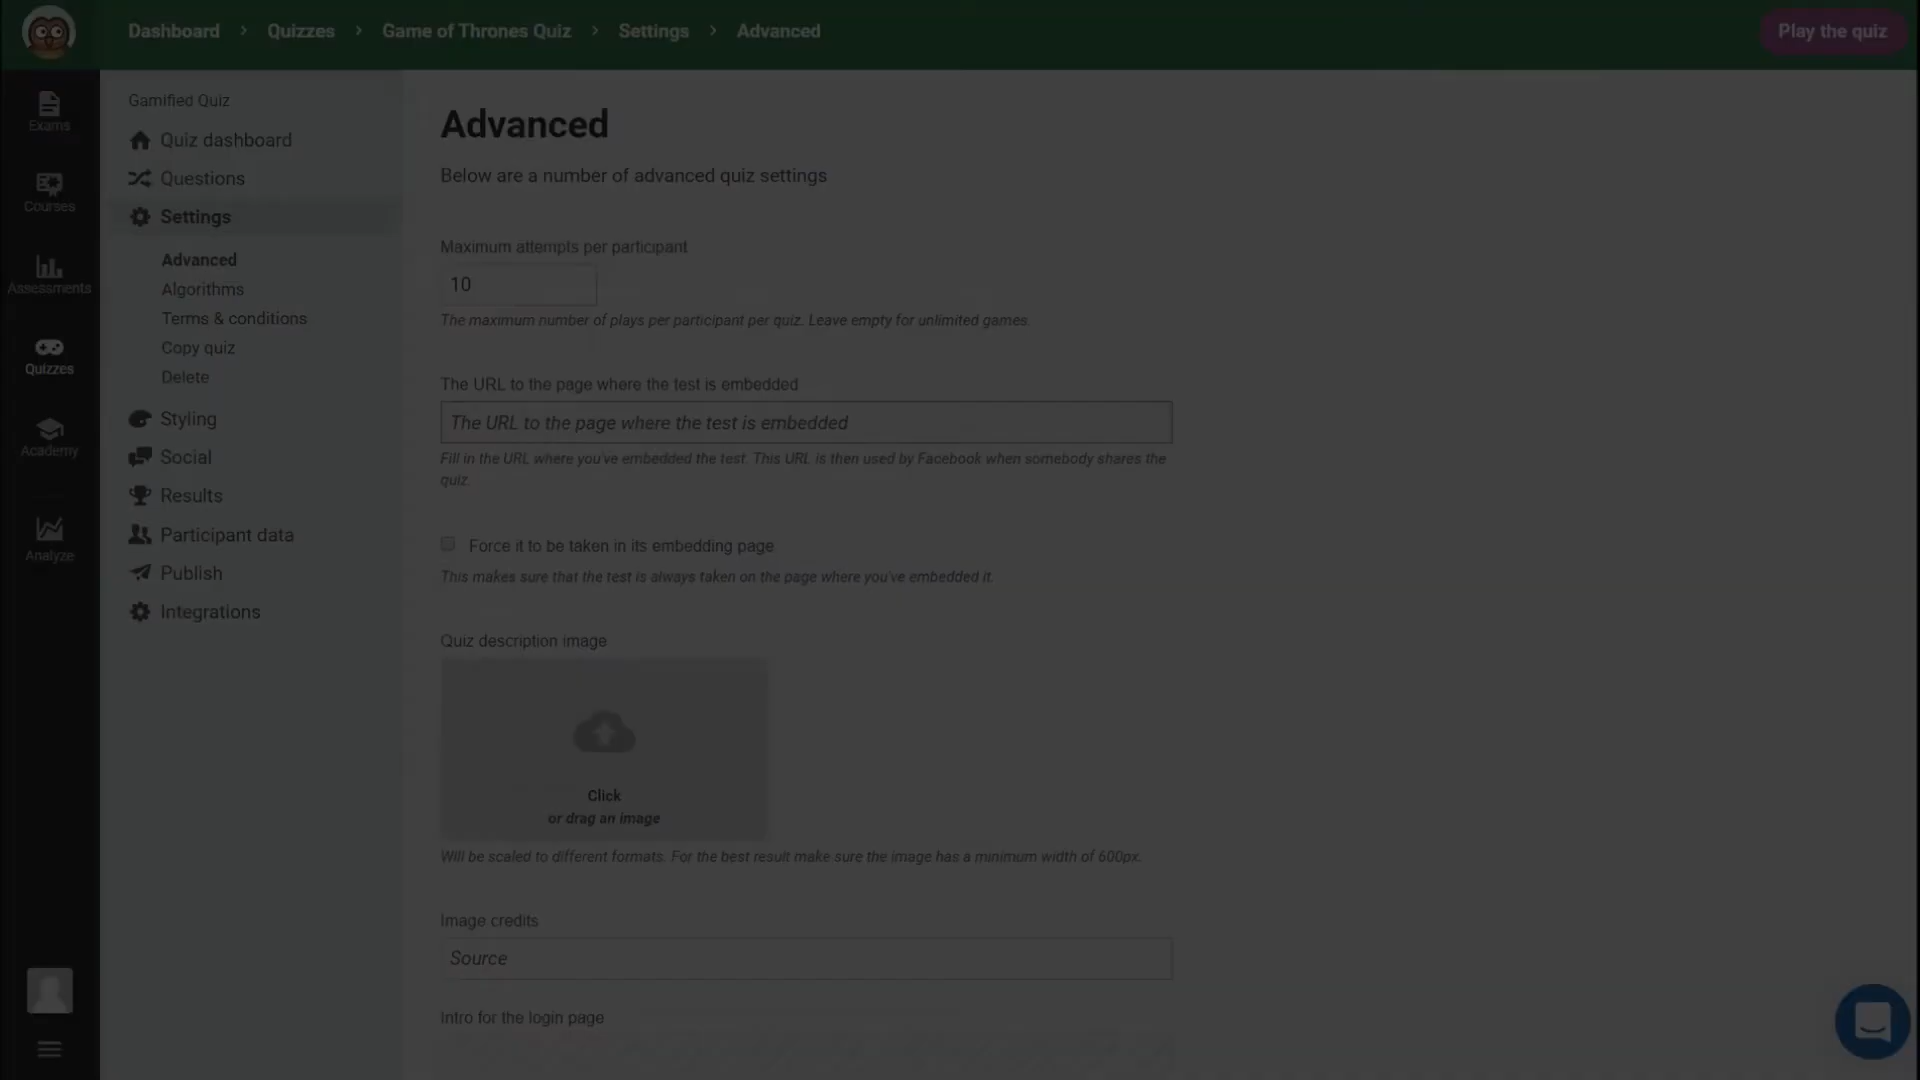 Dashboard > Quizzes > Game of Thrones Quiz > Settings > Advanced
Play the quiz
Exams
Courses
Assessments
Quizzes
Academy
Analyze
Gamified Quiz
Quiz dashboard
Questions
Settings
Advanced
Algorithms
Terms & conditions
Copy quiz
Delete
Styling
Social
Results
Participant data
Publish
Integrations
Advanced
Below are a number of advanced quiz settings
Maximum attempts per participant
10
The maximum number of plays per participant per quiz. Leave empty for unlimited games.
The URL to the page where the test is embedded
The URL to the page where the test is embedded
Fill in the URL where you've embedded the test. This URL is then used by Facebook when somebody shares the
quiz.
Force it to be taken in its embedding page
This makes sure that the test is always taken on the page where you've embedded it.
Quiz description image
Click
or drag an image
Will be scaled to different formats. For the best result make sure the image has a minimum width of 600px.
Image credits
Source
Intro for the login page